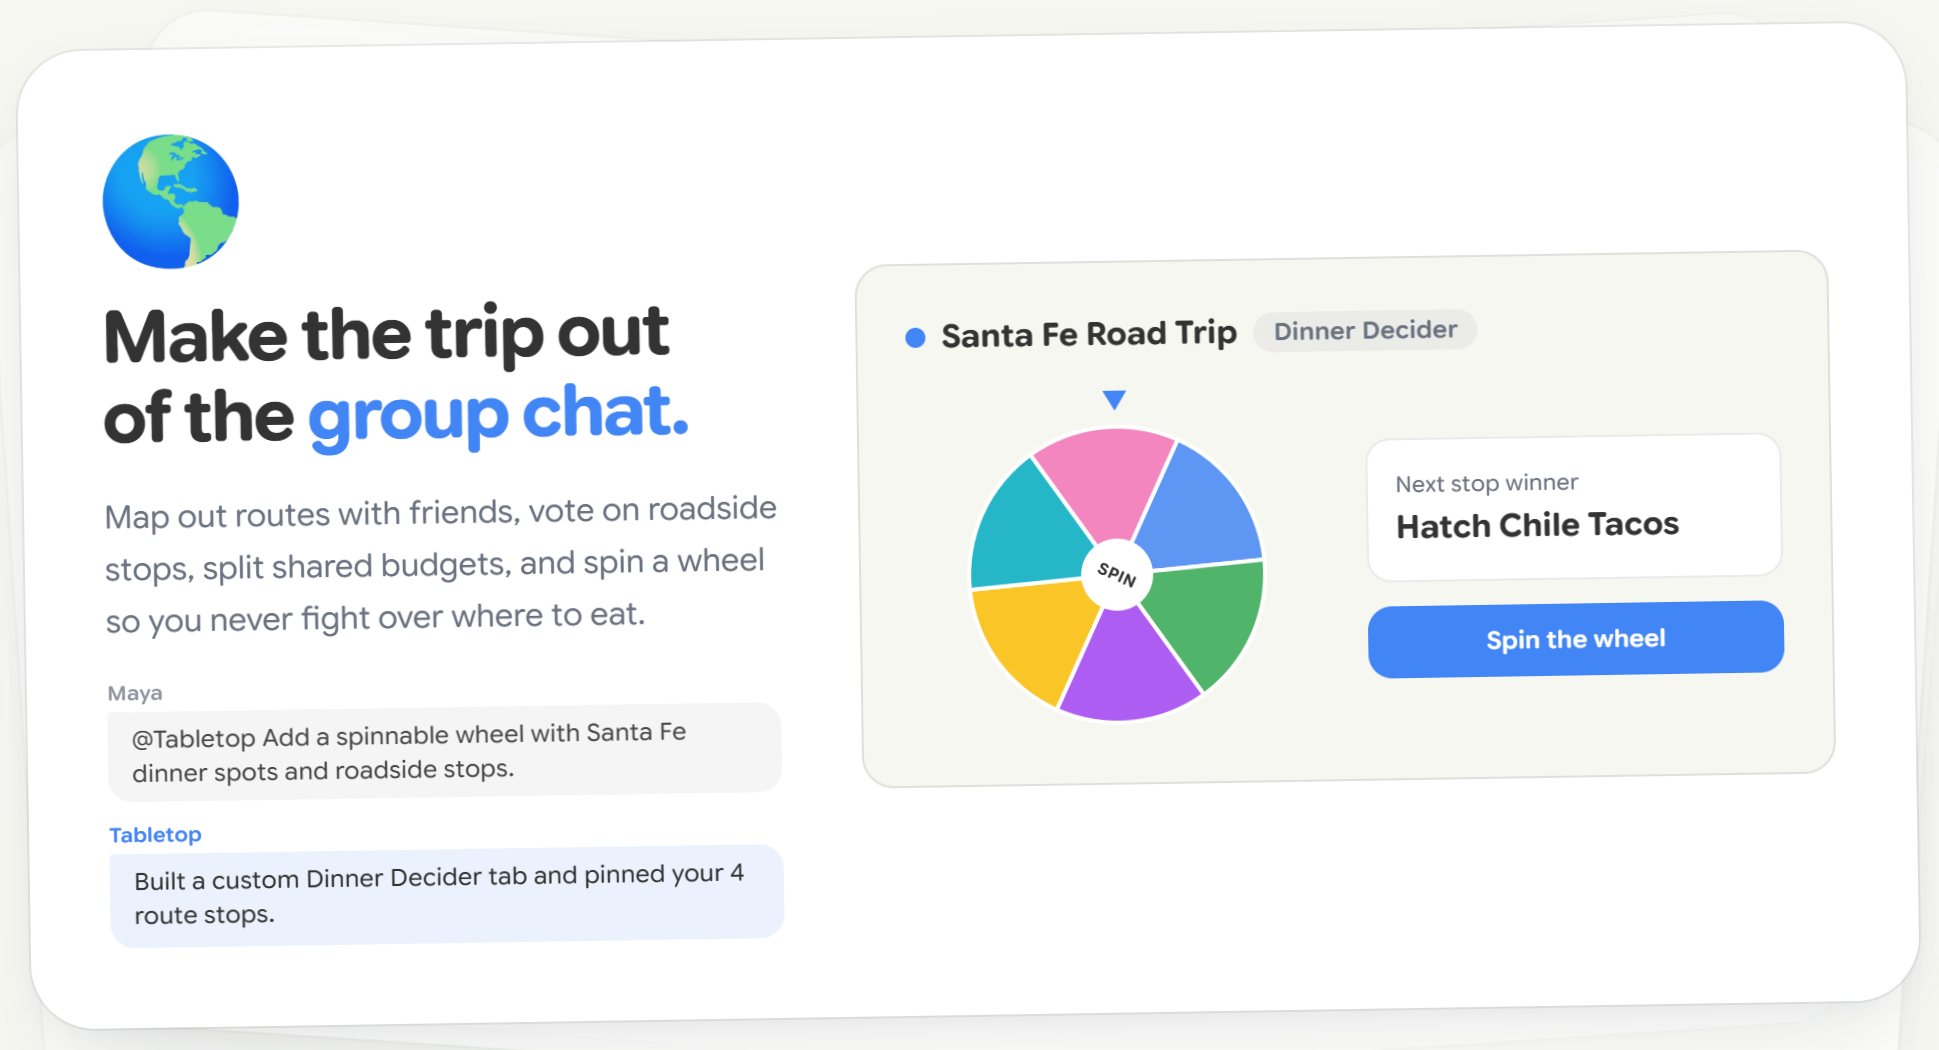 Make the trip out
of the group chat.
Map out routes with friends, vote on roadside
stops, split shared budgets, and spin a wheel
so you never fight over where to eat.
Maya
@Tabletop Add a spinnable wheel with Santa Fe
dinner spots and roadside stops.
Tabletop
Built a custom Dinner Decider tab and pinned your 4
route stops.
Santa Fe Road Trip
Dinner Decider
SPIN
Next stop winner
Hatch Chile Tacos
Spin the wheel